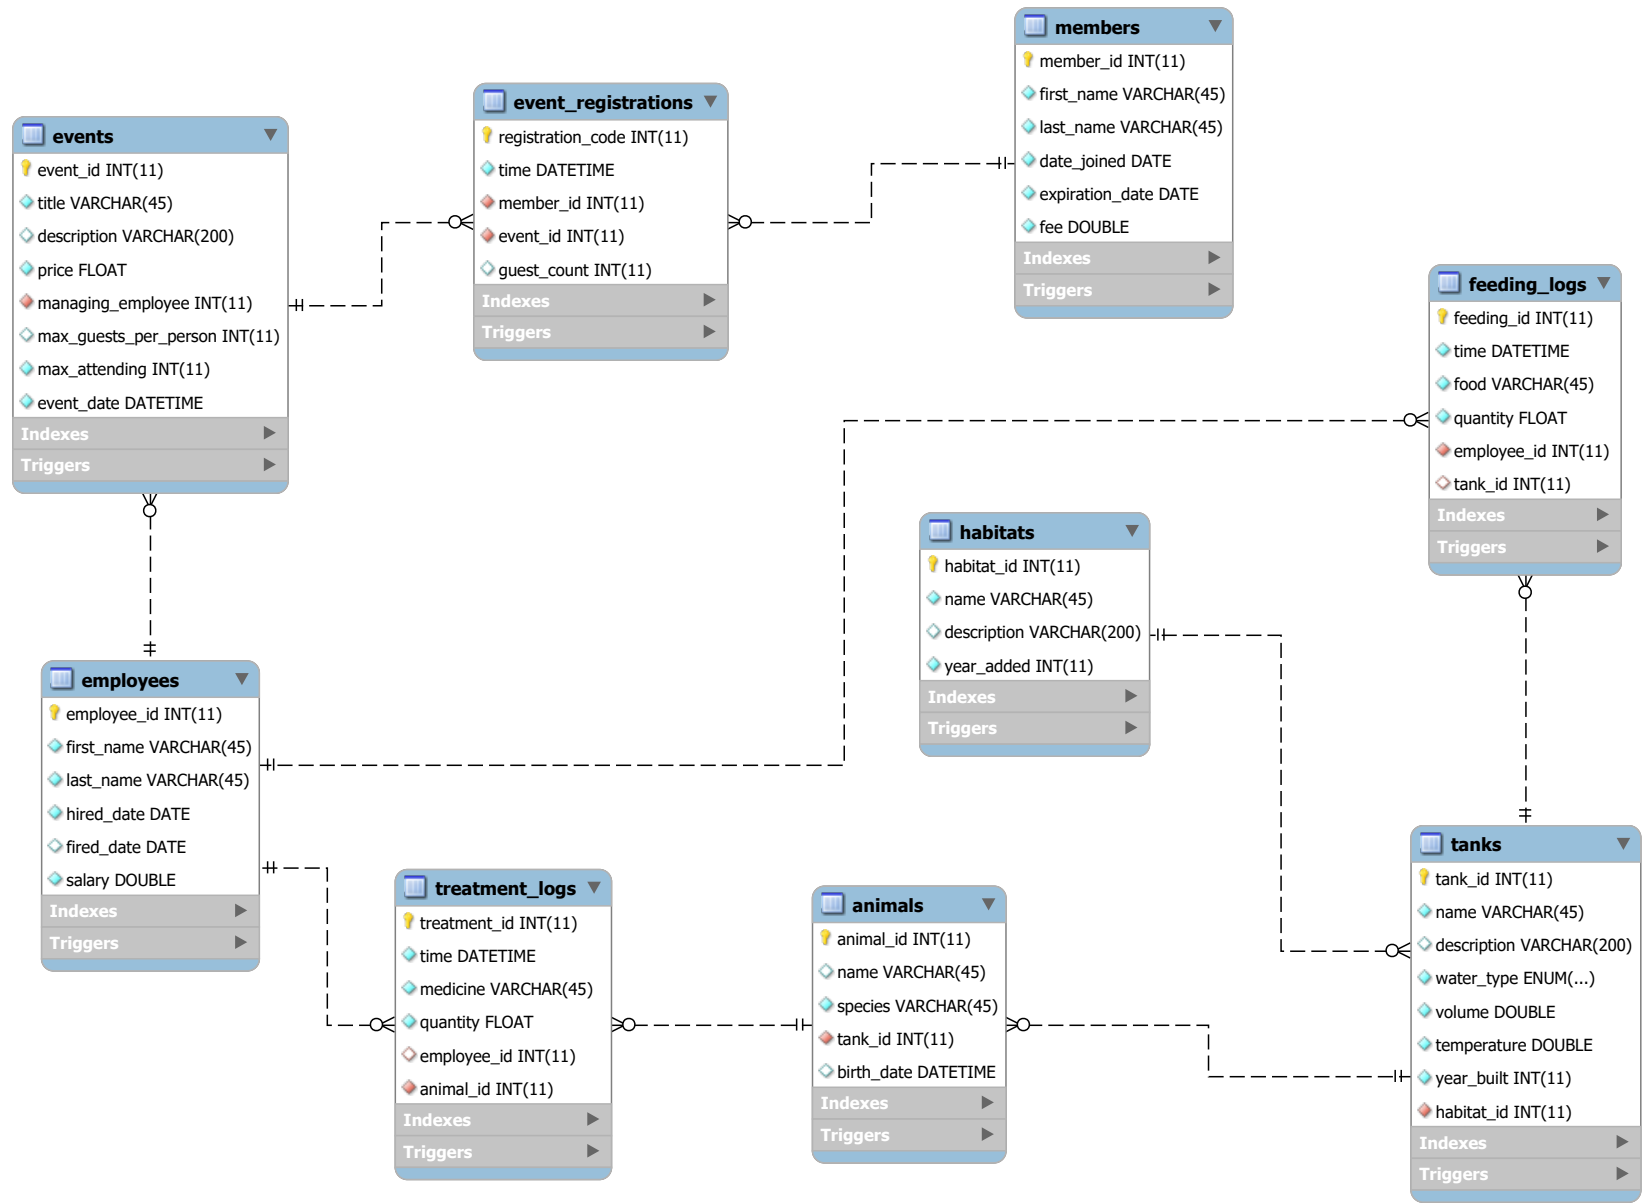 members
member_id INT(11)
first_name VARCHAR(45)
last_name VARCHAR(45)
date_joined DATE
expiration_date DATE
fee DOUBLE
Indexes
Triggers
event_registrations
registration_code INT(11)
time DATETIME
member_id INT(11)
event_id INT(11)
guest_count INT(11)
Indexes
Triggers
events
event_id INT(11)
title VARCHAR(45)
description VARCHAR(200)
price FLOAT
managing_employee INT(11)
max_guests_per_person INT(11)
max_attending INT(11)
event_date DATETIME
Indexes
Triggers
feeding_logs
feeding_id INT(11)
time DATETIME
food VARCHAR(45)
quantity FLOAT
employee_id INT(11)
tank_id INT(11)
Indexes
Triggers
habitats
habitat_id INT(11)
name VARCHAR(45)
description VARCHAR(200)
year_added INT(11)
Indexes
Triggers
employees
employee_id INT(11)
first_name VARCHAR(45)
last_name VARCHAR(45)
hired_date DATE
fired_date DATE
salary DOUBLE
Indexes
Triggers
treatment_logs
treatment_id INT(11)
time DATETIME
medicine VARCHAR(45)
quantity FLOAT
employee_id INT(11)
animal_id INT(11)
Indexes
Triggers
animals
animal_id INT(11)
name VARCHAR(45)
species VARCHAR(45)
tank_id INT(11)
birth_date DATETIME
Indexes
Triggers
tanks
tank_id INT(11)
name VARCHAR(45)
description VARCHAR(200)
water_type ENUM(...)
volume DOUBLE
temperature DOUBLE
year_built INT(11)
habitat_id INT(11)
Indexes
Triggers